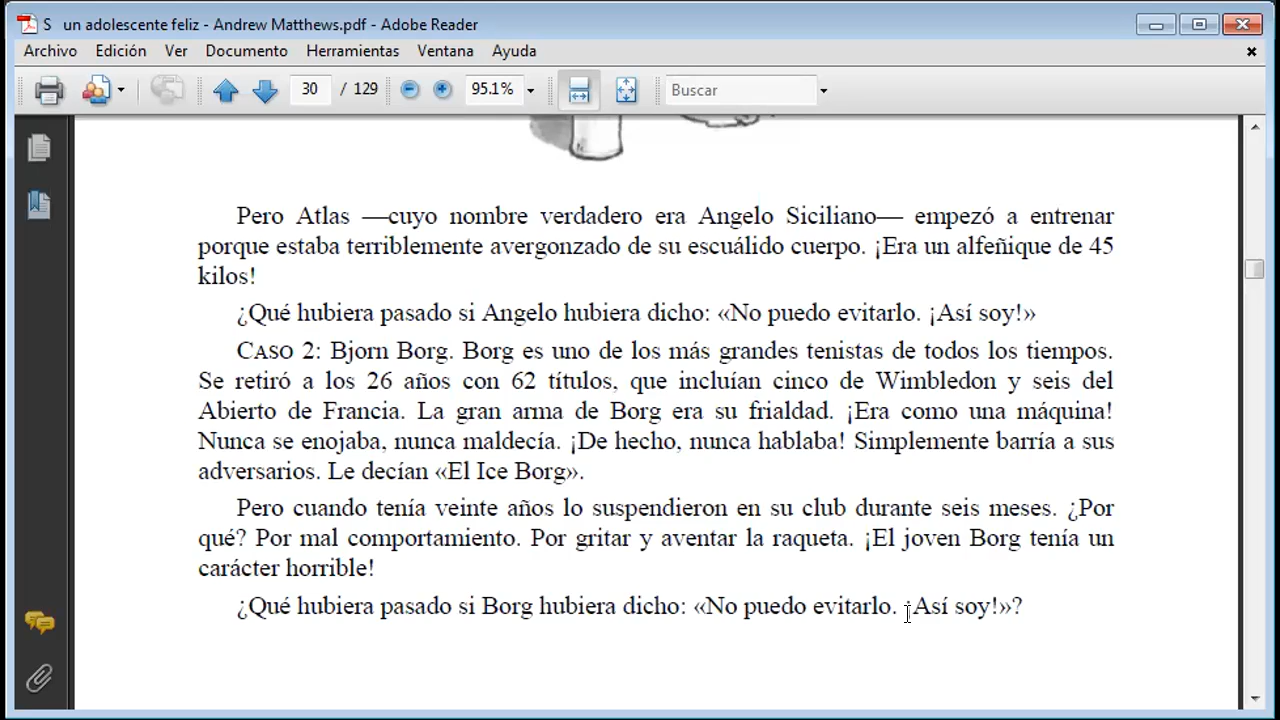 S un adolescente feliz - Andrew Matthews.pdf - Adobe Reader
Archivo Edición Ver Documento Herramientas Ventana Ayuda
30 / 129 95.1% Buscar
Pero Atlas —cuyo nombre verdadero era Angelo Siciliano— empezó a entrenar
porque estaba terriblemente avergonzado de su escuálido cuerpo. ¡Era un alfeñique de 45
kilos!
¿Qué hubiera pasado si Angelo hubiera dicho: «No puedo evitarlo. ¡Así soy!»
CASO 2: Bjorn Borg. Borg es uno de los más grandes tenistas de todos los tiempos.
Se retiró a los 26 años con 62 títulos, que incluían cinco de Wimbledon y seis del
Abierto de Francia. La gran arma de Borg era su frialdad. ¡Era como una máquina!
Nunca se enojaba, nunca maldecía. ¡De hecho, nunca hablaba! Simplemente barría a sus
adversarios. Le decían «El Ice Borg».
Pero cuando tenía veinte años lo suspendieron en su club durante seis meses. ¿Por
qué? Por mal comportamiento. Por gritar y aventar la raqueta. ¡El joven Borg tenía un
carácter horrible!
¿Qué hubiera pasado si Borg hubiera dicho: «No puedo evitarlo. ¡Así soy!»?